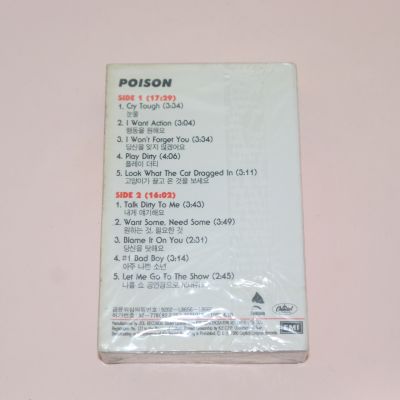 POISON
SIDE 1 (17:29)
1. Cry Tough (3:34)
눈물
2. I Want Action (3:04)
행동을 원해요
3. I Won't Forget You (3:34)
당신을 잊지 않겠어요
4. Play Dirty (4:06)
플레이 더티
5. Look What The Cat Dragged In (3:11)
고양이가 끌고 온 것을 보세요
SIDE 2 (16:02)
1. Talk Dirty To Me (3:43)
내게 얘기해요
2. Want Some, Need Some (3:49)
원하는 것, 필요한 것
3. Blame It On You (2:31)
당신을 탓해요
4. #1 Bad Boy (3:14)
아주 나쁜 소년
5. Let Me Go To The Show (2:45)
Capitol
EMI